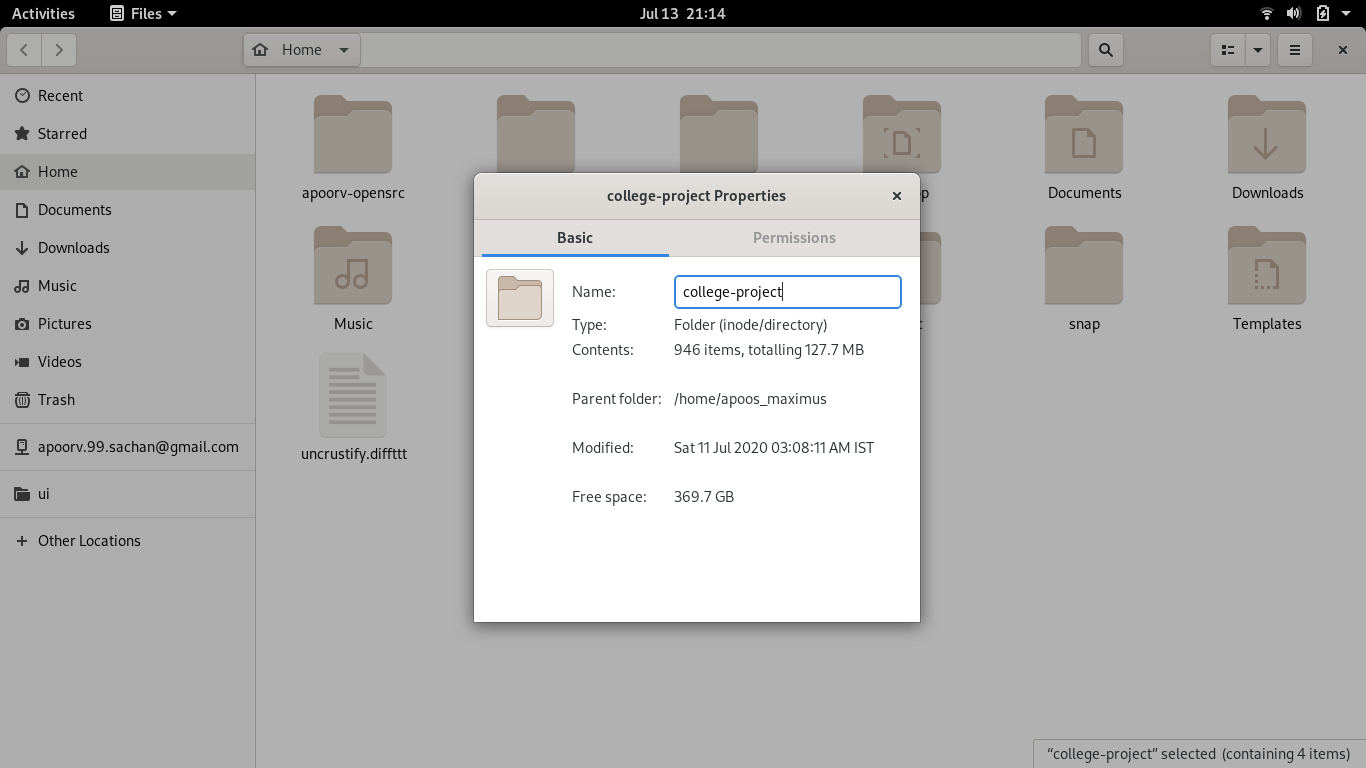 Activities Files Jul 13 21:14
Home
Recent
Starred
Home
Documents
Downloads
Music
Pictures
Videos
Trash
apoorv.99.sachan@gmail.com
ui
Other Locations
apoorv-opensrc
Documents
Downloads
Music
snap
Templates
uncrustify.diffttt
college-project Properties
Basic Permissions
Name: college-project
Type: Folder (inode/directory)
Contents: 946 items, totalling 127.7 MB
Parent folder: /home/apoos_maximus
Modified: Sat 11 Jul 2020 03:08:11 AM IST
Free space: 369.7 GB
“college-project” selected (containing 4 items)